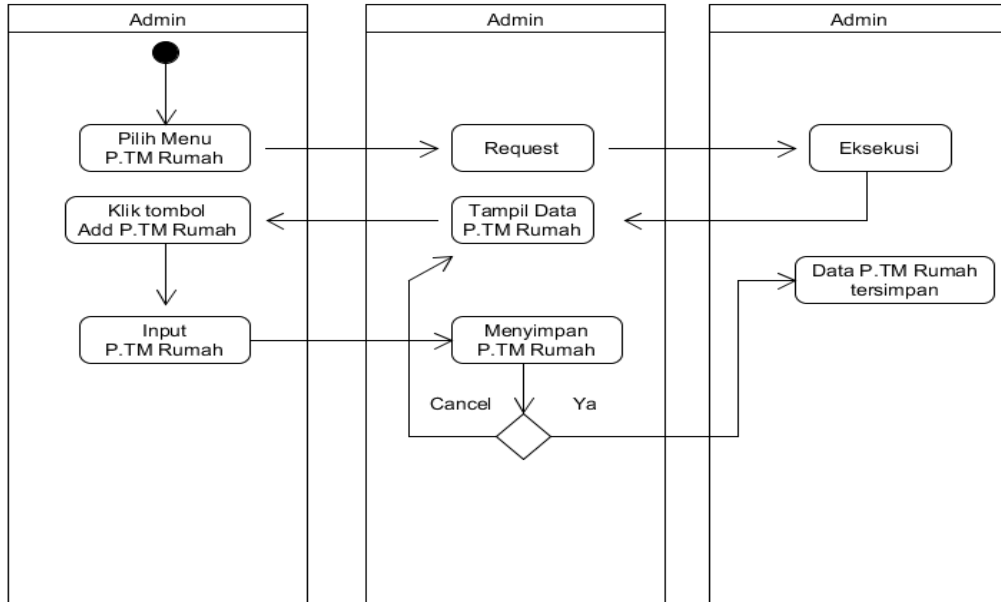 Admin
Admin
Admin
Pilih Menu
P.TM Rumah
Request
Eksekusi
Klik tombol
Add P.TM Rumah
Tampil Data
P.TM Rumah
Data P.TM Rumah
tersimpan
Input
P.TM Rumah
Menyimpan
P.TM Rumah
Cancel
Ya